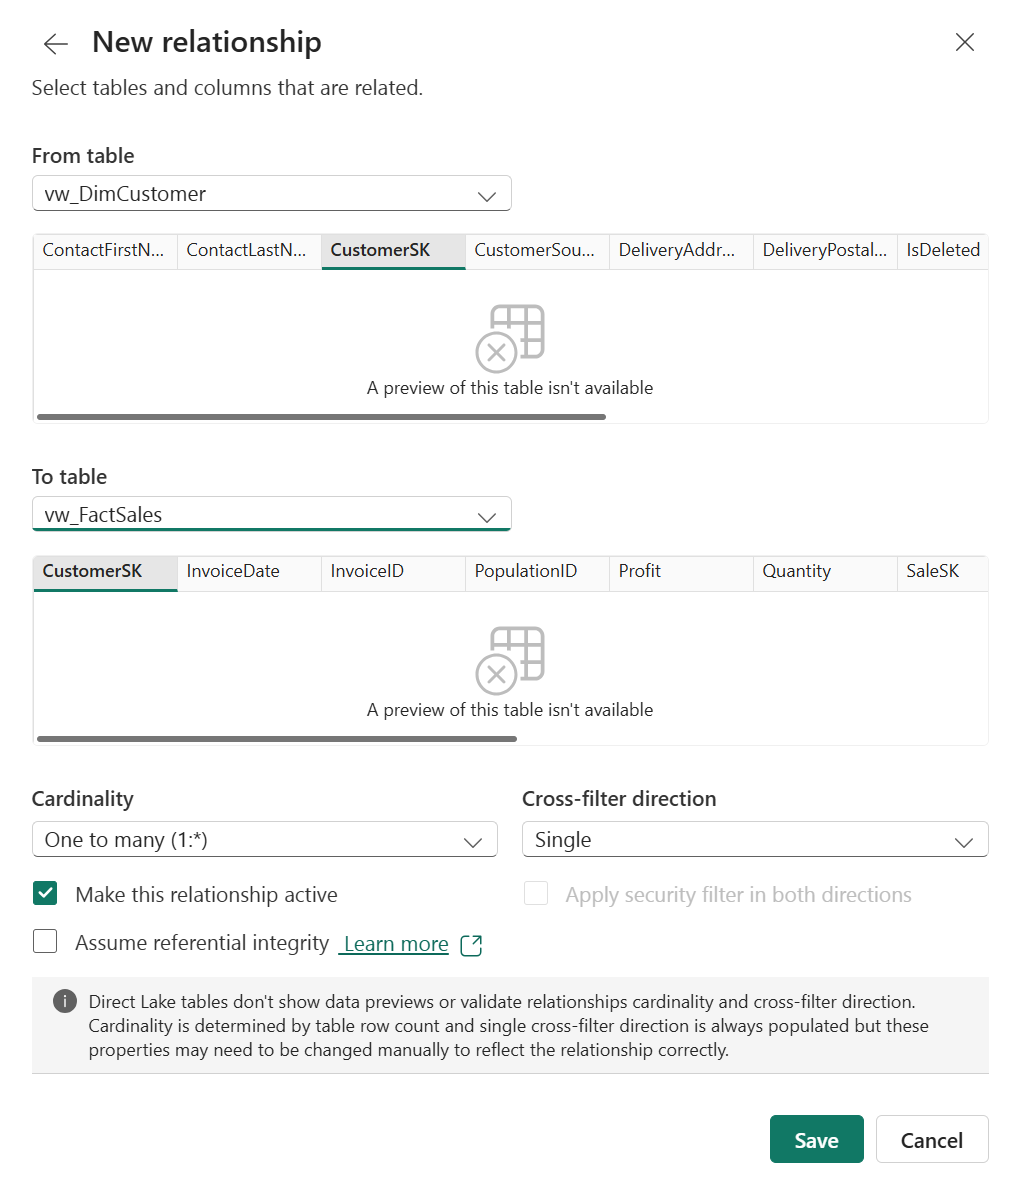 New relationship
Select tables and columns that are related.
From table
vw_DimCustomer
ContactFirstN... ContactLastN... CustomerSK CustomerSou... DeliveryAddr... DeliveryPostal... IsDeleted
A preview of this table isn't available
To table
vw_FactSales
CustomerSK InvoiceDate InvoiceID PopulationID Profit Quantity SaleSK
A preview of this table isn't available
Cardinality Cross-filter direction
One to many (1:*) Single
Make this relationship active Apply security filter in both directions
Assume referential integrity Learn more
Direct Lake tables don't show data previews or validate relationships cardinality and cross-filter direction.
Cardinality is determined by table row count and single cross-filter direction is always populated but these
properties may need to be changed manually to reflect the relationship correctly.
Save Cancel